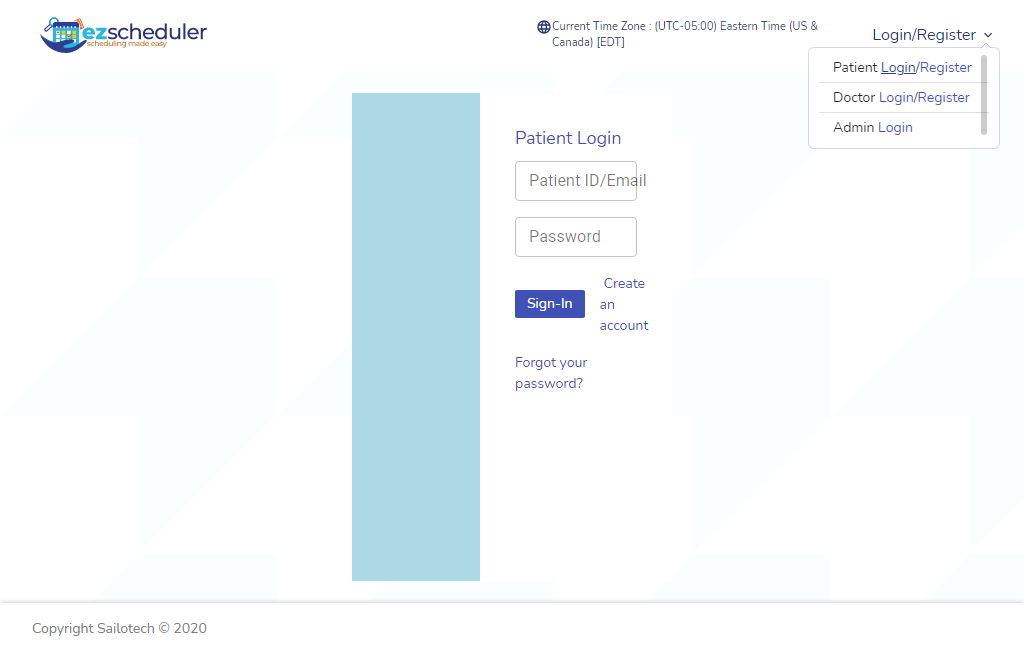 ezscheduler
scheduling made easy
Current Time Zone : (UTC-05:00) Eastern Time (US &
Canada) [EDT]
Login/Register
Patient Login/Register
Doctor Login/Register
Admin Login
Patient Login
Patient ID/Email
Password
Sign-In
Create
an
account
Forgot your
password?
Copyright Sailotech © 2020